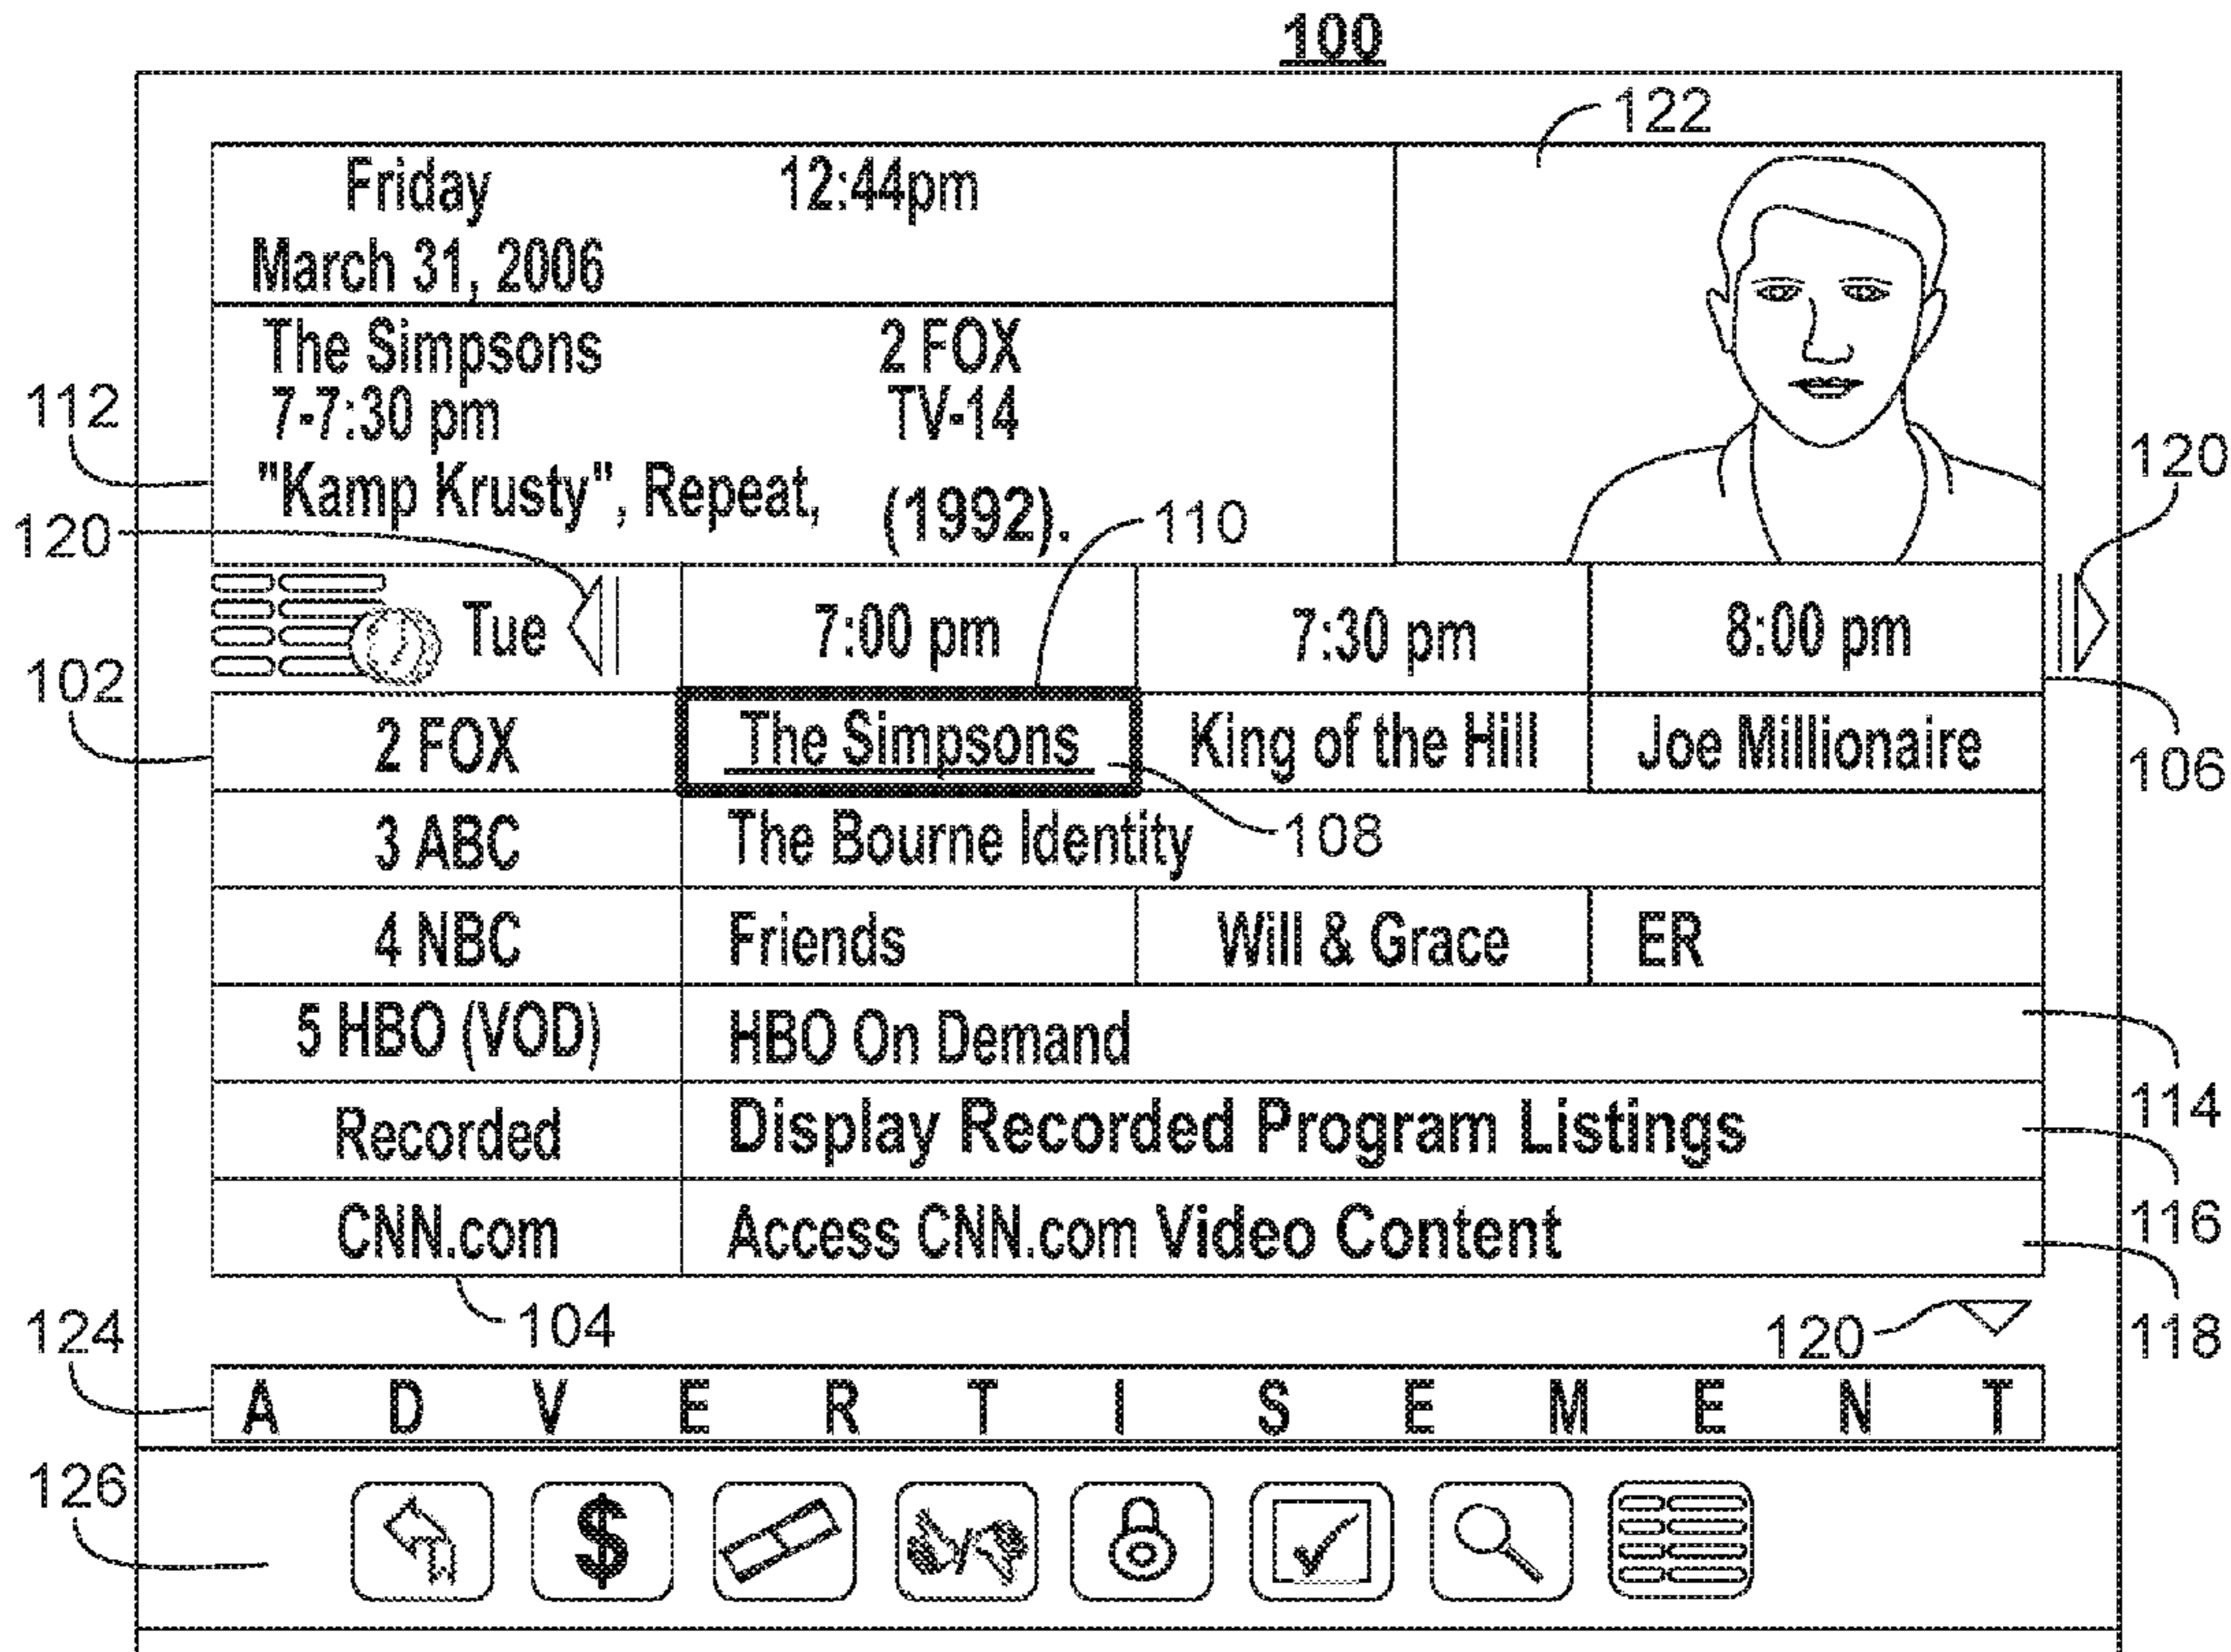 100
122
Friday 12:44pm
March 31, 2006
The Simpsons 2 FOX
112 7-7:30 pm TV-14
"Kamp Krusty", Repeat, (1992). 110 120
120
Tue 7:00 pm 7:30 pm 8:00 pm
102
2 FOX The Simpsons King of the Hill Joe Millionaire
106
3 ABC The Bourne Identity 108
4 NBC Friends Will & Grace ER
5 HBO (VOD) HBO On Demand
114
Recorded Display Recorded Program Listings
116
CNN.com Access CNN.com Video Content
124 104 120 118
A D V E R T I S E M E N T
126 $